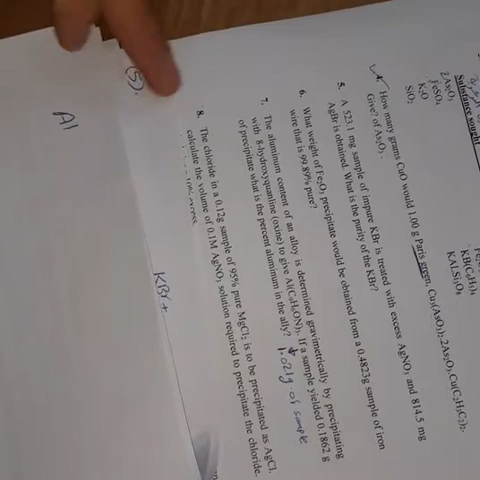 Substance sought
2As₂O₃
FeSO₄
K₂O
SiO₂
KB(C₆H₅)₄
KALSi₃O₈
4. How many grams CuO would 1.00 g Paris green, Cu₃(AsO₃)₂.2As₂O₃.Cu(C₂H₃C₂)₂.
Give? of As₂O₃.
5. A 523.1 mg sample of impure KBr is treated with excess AgNO₃ and 814.5 mg
AgBr is obtained. What is the purity of the KBr?
6. What weight of Fe₂O₃ precipitate would be obtained from a 0.4823g sample of iron
wire that is 99.89% pure?
7. The aluminum content of an alloy is determined gravimetrically by precipitating
with 8-hydroxyquanline (oxine) to give Al(C₉H₆ON)₃. If a sample yielded 0.1862 g
of precipitate what is the percent aluminum in the ally?
1.021g of sample
8. The chloride in a 0.12g sample of 95% pure MgCl₂ is to be precipitated as AgCl.
calculate the volume of 0.1M AgNO₃ solution required to precipitate the chloride.
10% excess
(5).
Al
KBr +